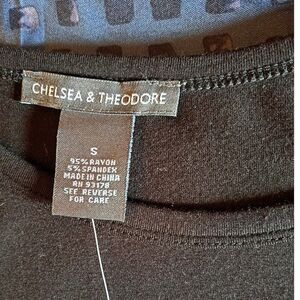 CHELSEA & THEODORE
S
95% RAYON
5% SPANDEX
MADE IN CHINA
RN 93178
SEE REVERSE
FOR CARE